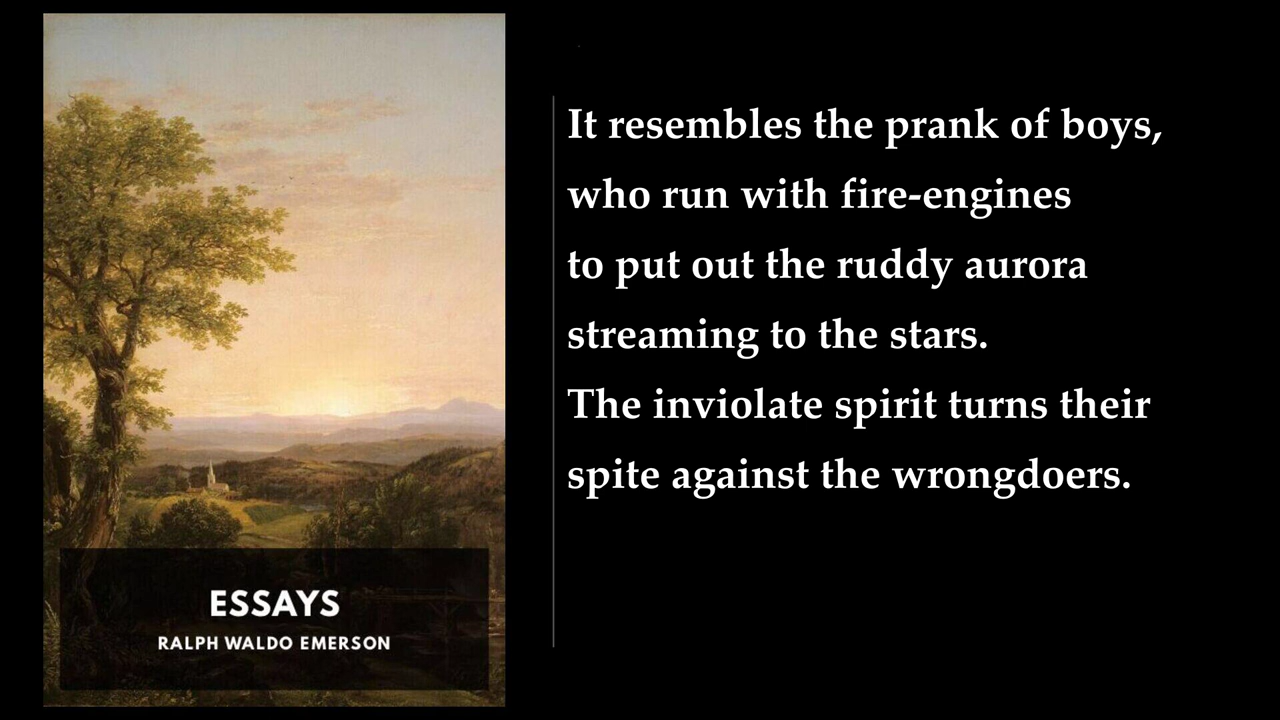 ESSAYS
RALPH WALDO EMERSON
It resembles the prank of boys,
who run with fire-engines
to put out the ruddy aurora
streaming to the stars.
The inviolate spirit turns their
spite against the wrongdoers.